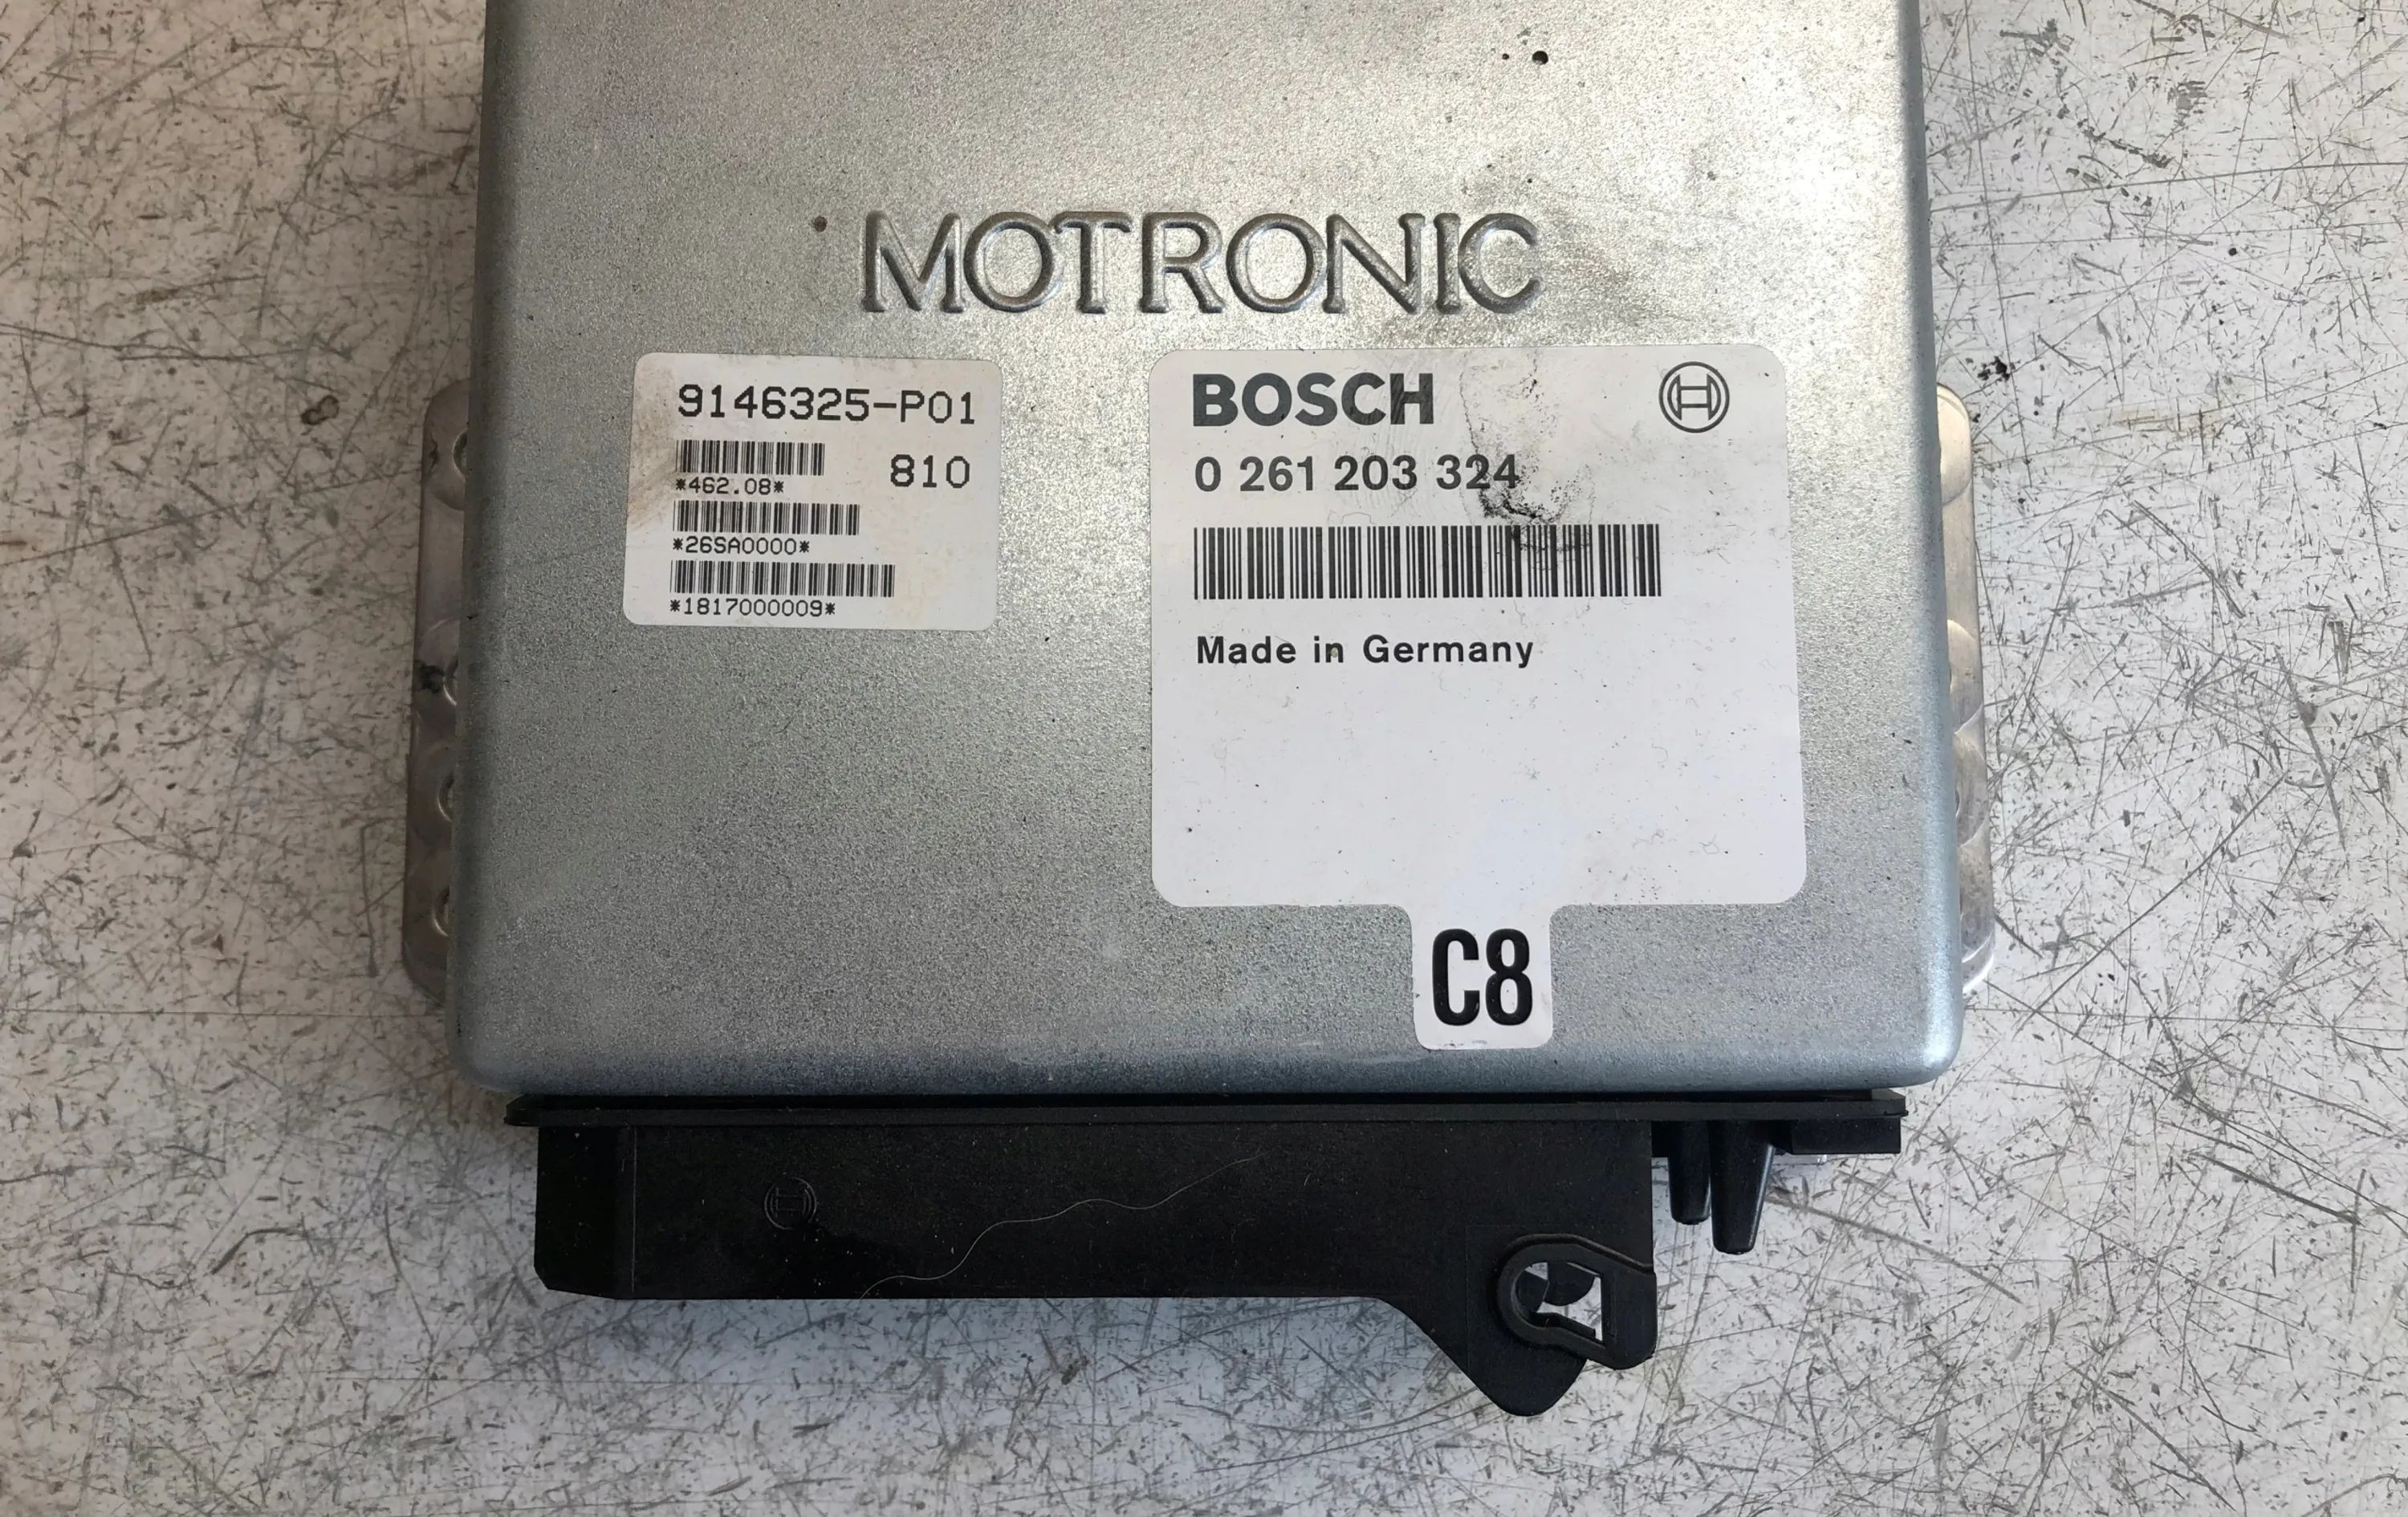 MOTRONIC
9146325-P01
810
*462.08*
*26SA0000*
*1817000009*
BOSCH
0 261 203 324
Made in Germany
C8